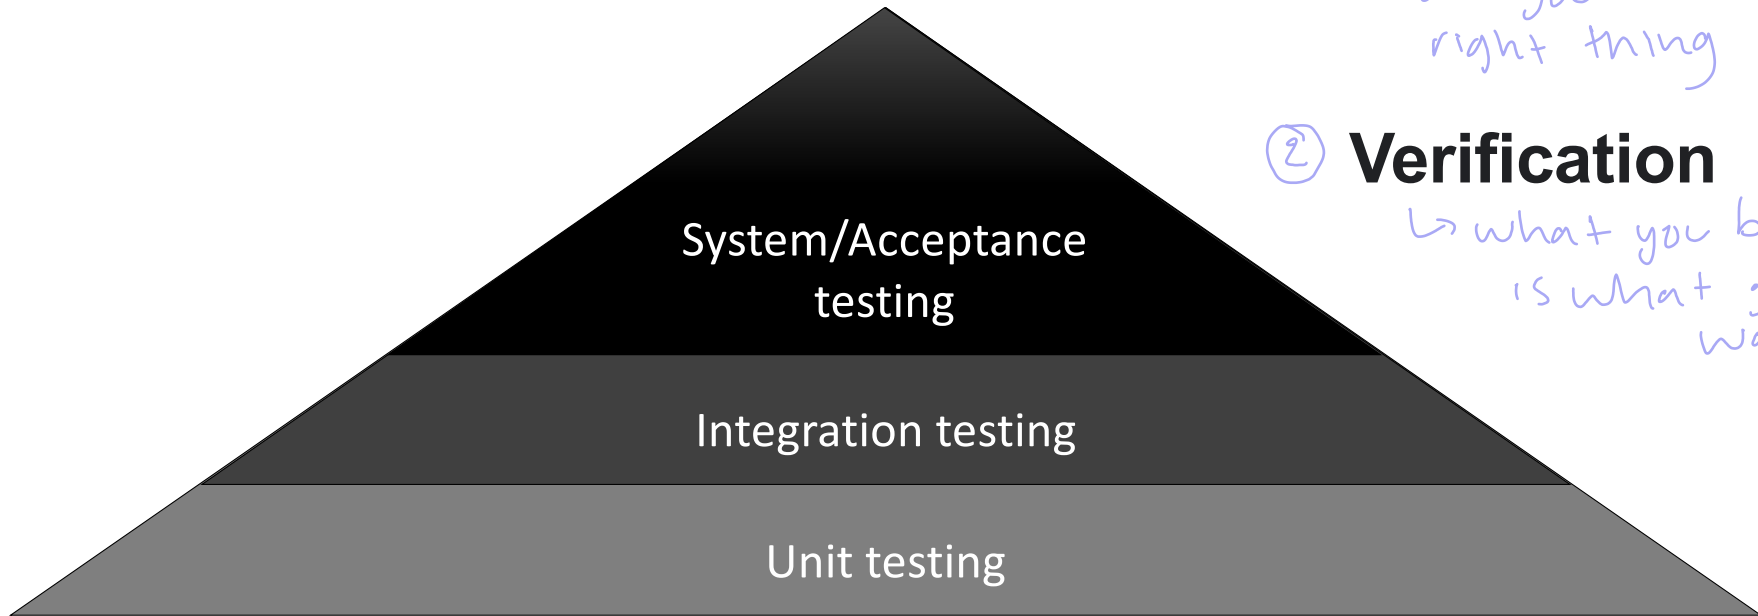 right thing
② Verification
↳ what you
is what
System/Acceptance
testing
Integration testing
Unit testing